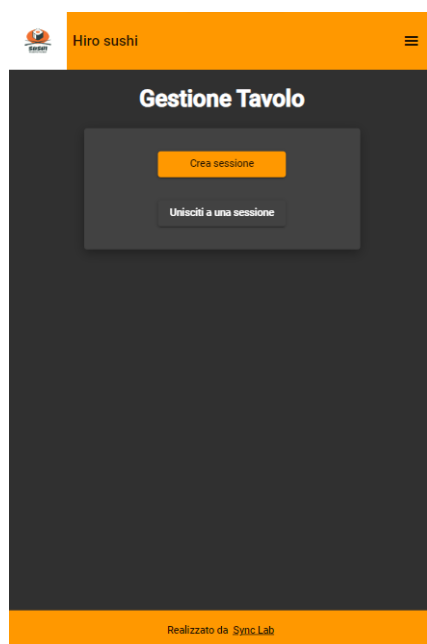 Hiro sushi
Gestione Tavolo
Crea sessione
Unisciti a una sessione
Realizzato da Sync Lab